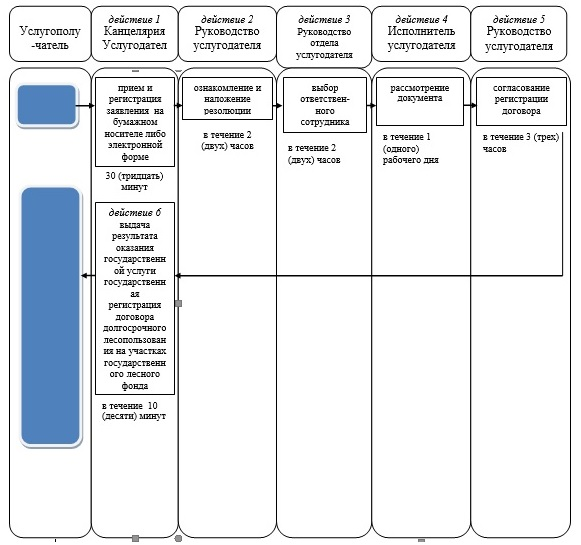 Услугополу
-чатель
действие 1
Канцелярия
Услугодател
действие 2
Руководство
услугодателя
действие 3
Руководство
отдела
услугодателя
действие 4
Исполнитель
услугодателя
действие 5
Руководство
услугодателя
прием и
регистрация
заявления на
бумажном
носителе либо
электронной
форме
30 (тридцать)
минут
ознакомление и
наложение
резолюции
в течение 2
(двух) часов
выбор
ответствен-
ного
сотрудника
в течение 2
(двух) часов
рассмотрение
документа
в течение 1
(одного)
рабочего дня
согласование
регистрации
договора
в течение 3 (трех)
часов
действие 6
выдача
результата
оказания
государственн
ой услуги
государственн
ая
регистрация
договора
долгосрочного
лесопользован
ия на участках
государственн
ого лесного
фонда
в течение 10
(десяти) минут